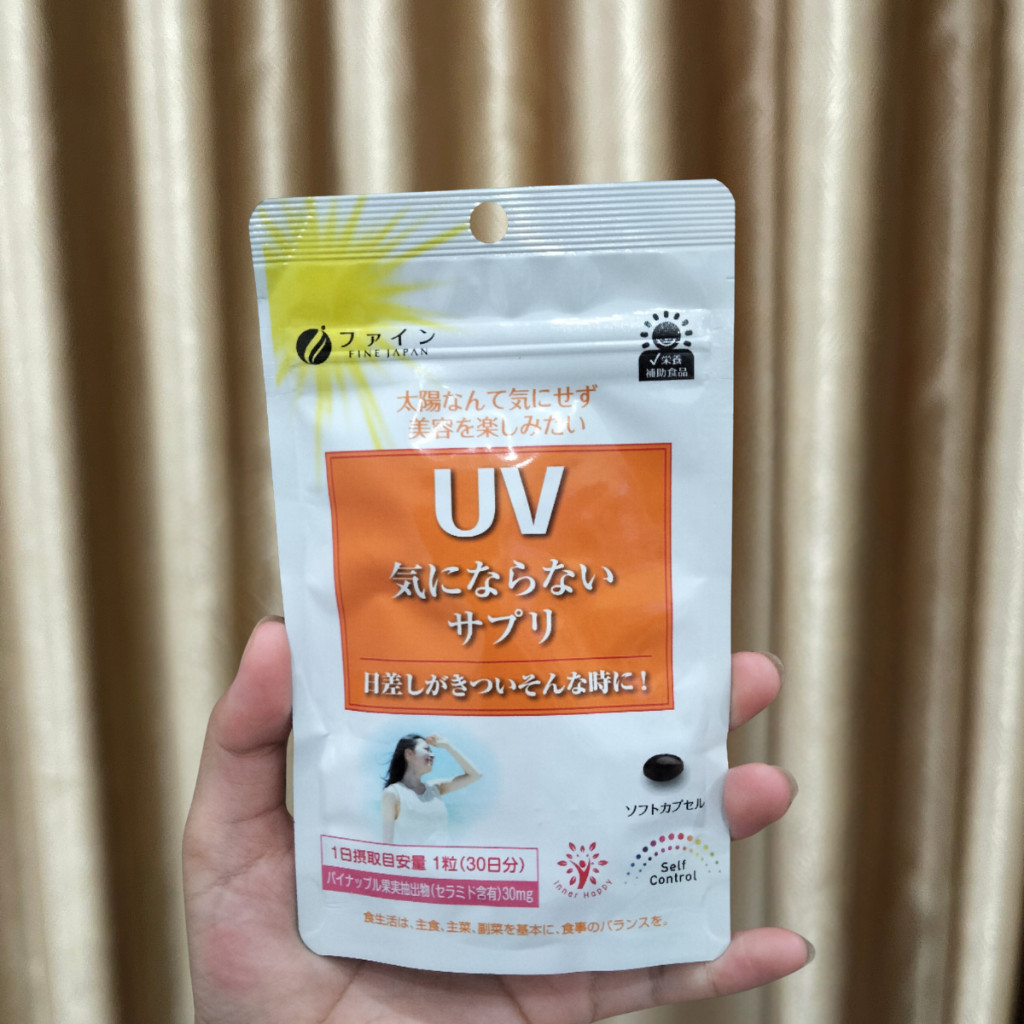 ファイン
FINE JAPAN
✓栄養
補助食品
太陽なんて気にせず
美容を楽しみたい
UV
気にならない
サプリ
日差しがきついそんな時に！
ソフトカプセル
1日摂取目安量 1粒（30日分）
パイナップル果実抽出物（セラミド含有）30mg
Inner Happy
Self
Control
食生活は、主食、主菜、副菜を基本に、食事のバランスを。